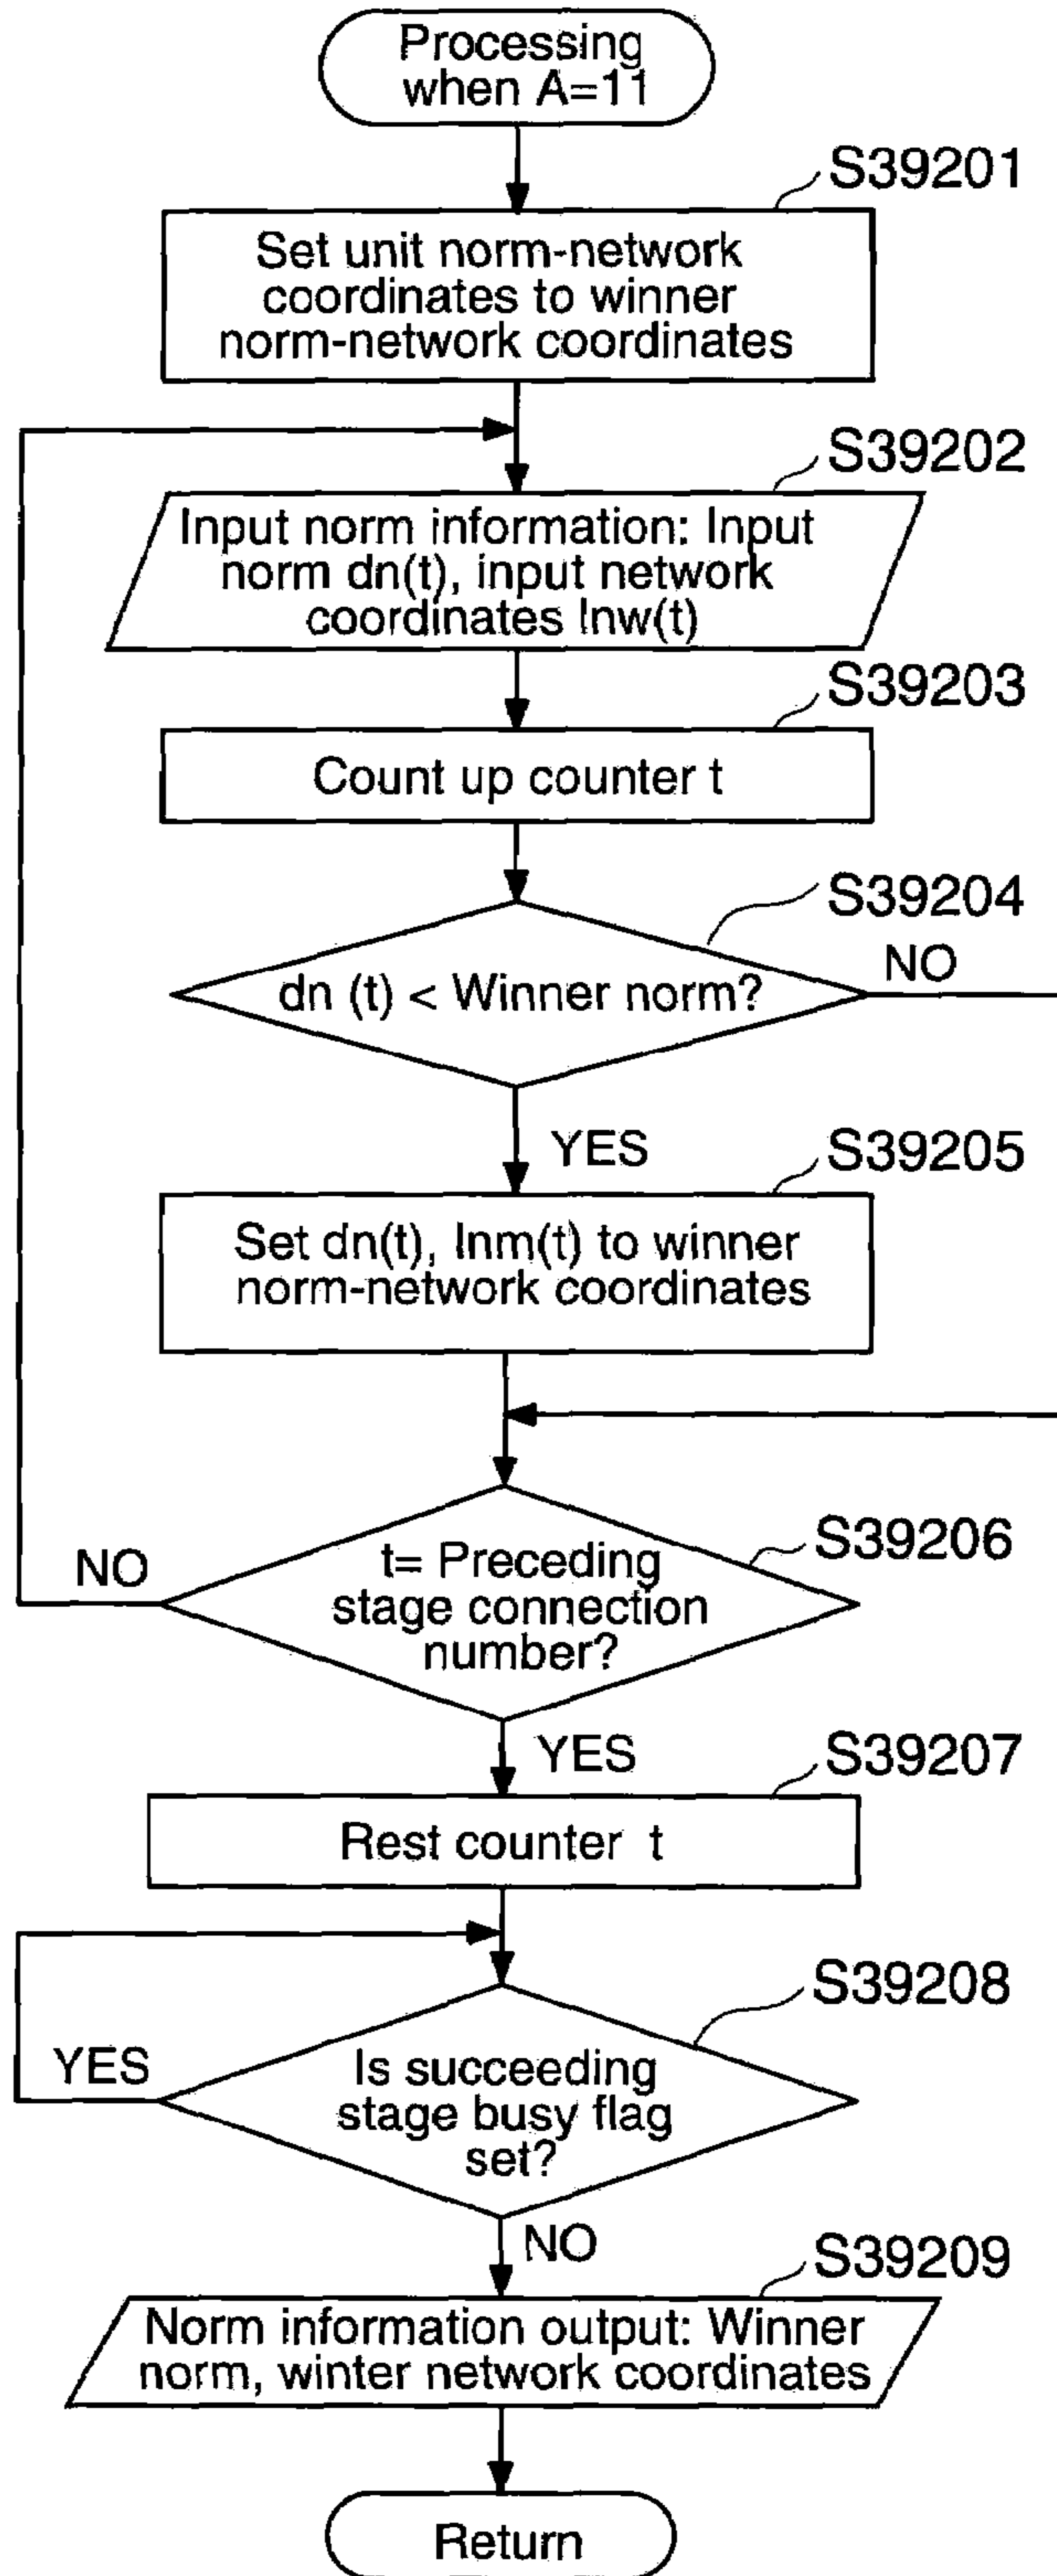 Processing
when A=11
S39201
Set unit norm-network
coordinates to winner
norm-network coordinates
S39202
Input norm information: Input
norm dn(t), input network
coordinates Inw(t)
S39203
Count up counter t
S39204
dn (t) < Winner norm?
NO
YES
S39205
Set dn(t), Inm(t) to winner
norm-network coordinates
S39206
t= Preceding
stage connection
number?
NO
YES
S39207
Rest counter t
S39208
Is succeeding
stage busy flag
set?
YES
NO
S39209
Norm information output: Winner
norm, winter network coordinates
Return